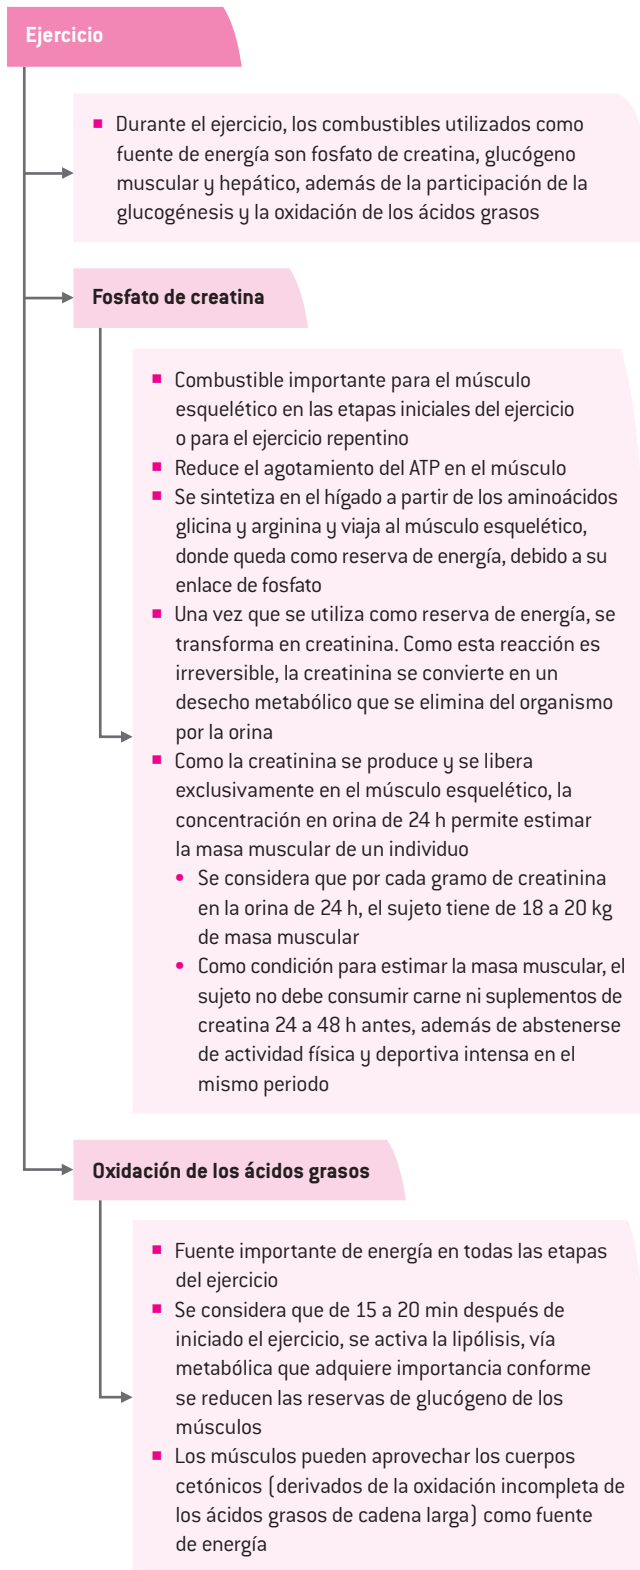 Ejercicio
■ Durante el ejercicio, los combustibles utilizados como
fuente de energía son fosfato de creatina, glucógeno
muscular y hepático, además de la participación de la
glucogénesis y la oxidación de los ácidos grasos
Fosfato de creatina
■ Combustible importante para el músculo
esquelético en las etapas iniciales del ejercicio
o para el ejercicio repentino
■ Reduce el agotamiento del ATP en el músculo
■ Se sintetiza en el hígado a partir de los aminoácidos
glicina y arginina y viaja al músculo esquelético,
donde queda como reserva de energía, debido a su
enlace de fosfato
■ Una vez que se utiliza como reserva de energía, se
transforma en creatinina. Como esta reacción es
irreversible, la creatinina se convierte en un
desecho metabólico que se elimina del organismo
por la orina
■ Como la creatinina se produce y se libera
exclusivamente en el músculo esquelético, la
concentración en orina de 24 h permite estimar
la masa muscular de un individuo
• Se considera que por cada gramo de creatinina
en la orina de 24 h, el sujeto tiene de 18 a 20 kg
de masa muscular
• Como condición para estimar la masa muscular, el
sujeto no debe consumir carne ni suplementos de
creatina 24 a 48 h antes, además de abstenerse
de actividad física y deportiva intensa en el
mismo periodo
Oxidación de los ácidos grasos
■ Fuente importante de energía en todas las etapas
del ejercicio
■ Se considera que de 15 a 20 min después de
iniciado el ejercicio, se activa la lipólisis, vía
metabólica que adquiere importancia conforme
se reducen las reservas de glucógeno de los
músculos
■ Los músculos pueden aprovechar los cuerpos
cetónicos (derivados de la oxidación incompleta de
los ácidos grasos de cadena larga) como fuente
de energía